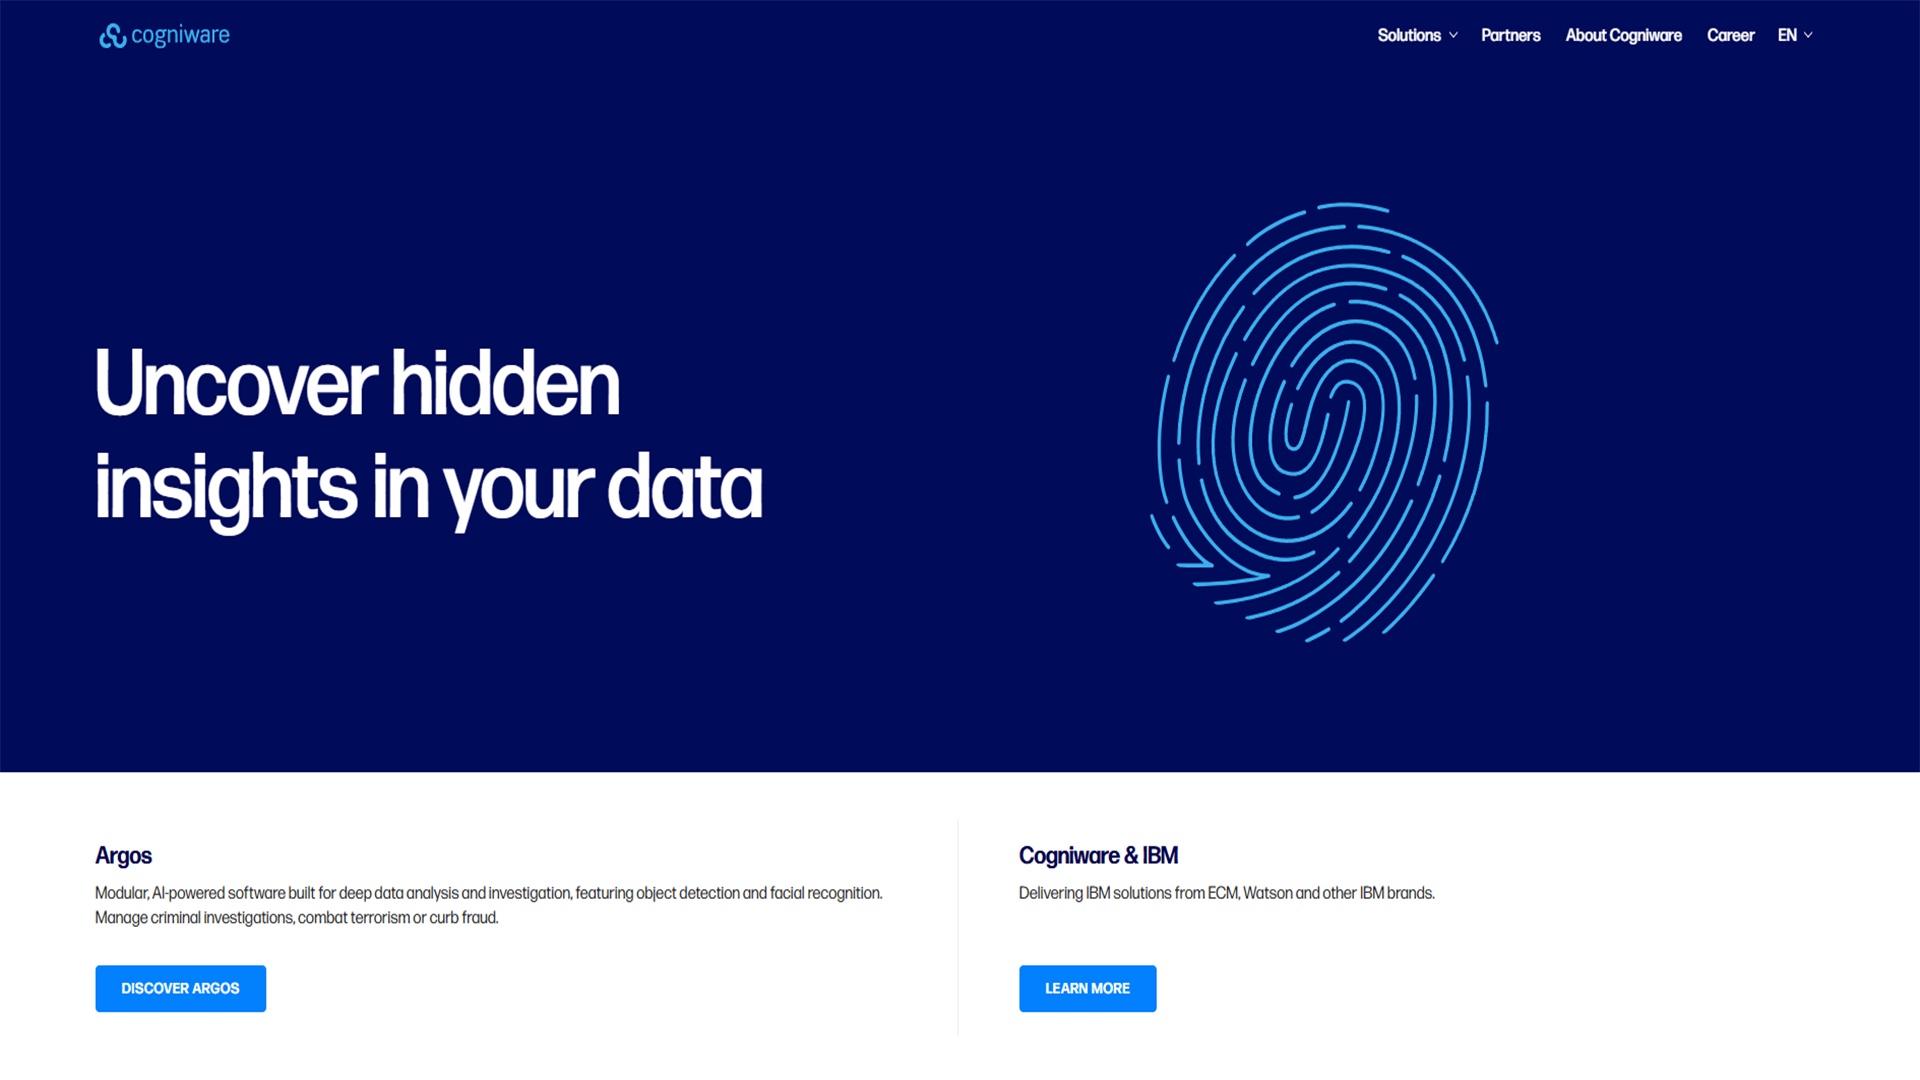 cogniware
Solutions
Partners
About Cogniware
Career
EN
Uncover hidden
insights in your data
Argos
Modular, AI-powered software built for deep data analysis and investigation, featuring object detection and facial recognition.
Manage criminal investigations, combat terrorism or curb fraud.
DISCOVER ARGOS
Cogniware & IBM
Delivering IBM solutions from ECM, Watson and other IBM brands.
LEARN MORE